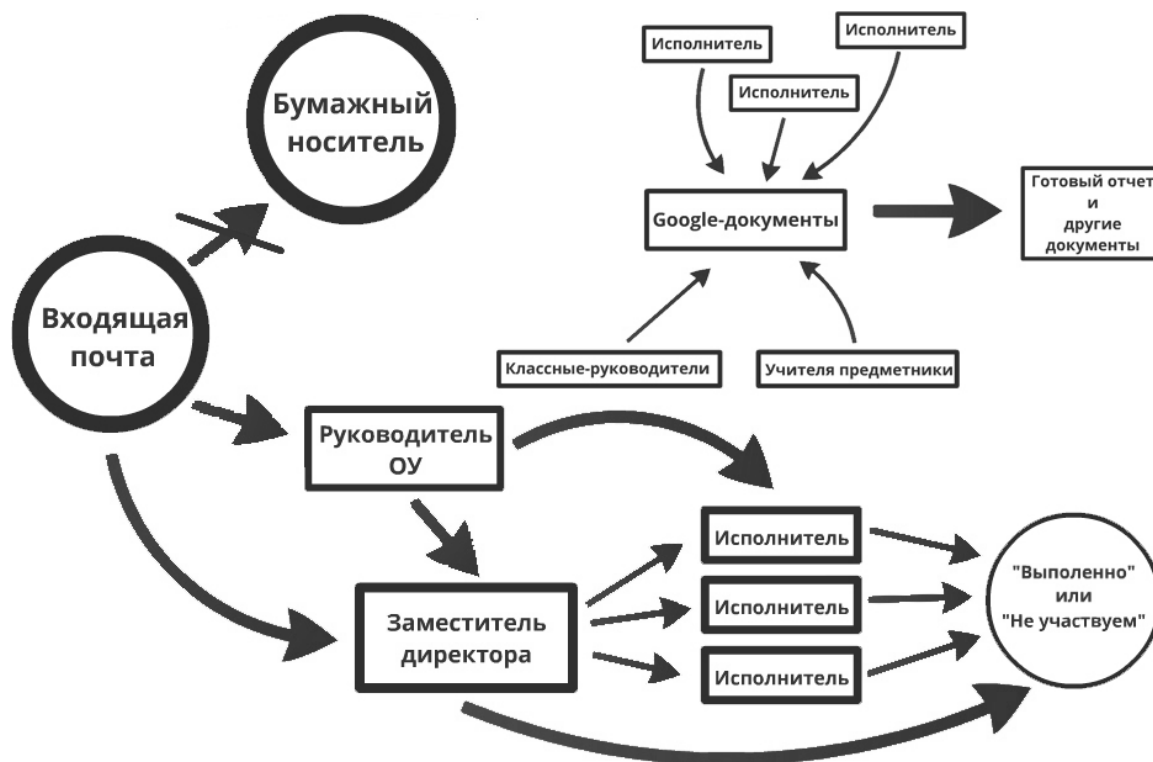 Бумажный
носитель
Исполнитель
Исполнитель
Исполнитель
Google-документы
Готовый отчет
и
другие
документы
Входящая
почта
Классные-руководители
Учителя предметники
Руководитель
ОУ
Исполнитель
Исполнитель
Исполнитель
Заместитель
директора
"Выполенно"
или
"Не участвуем"